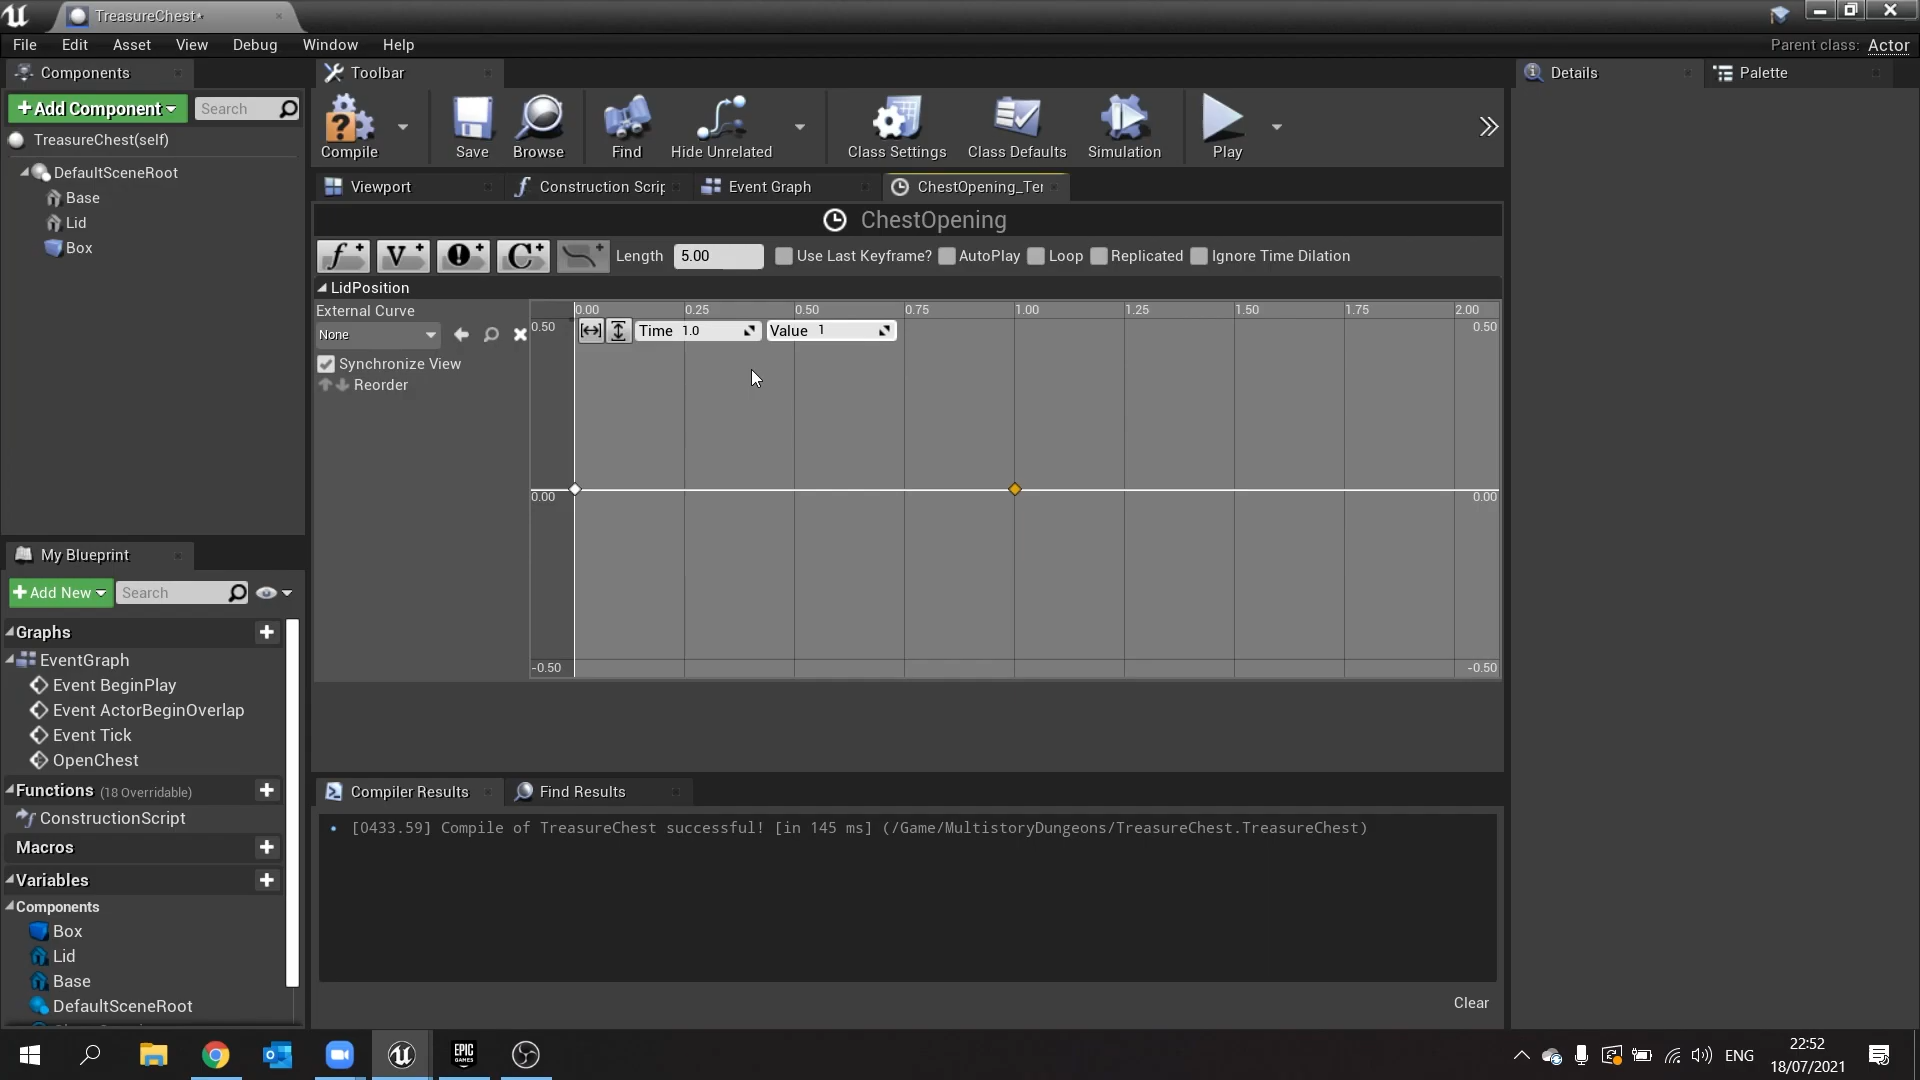 TreasureChest*
File Edit Asset View Debug Window Help
Parent class: Actor
Components
Toolbar
Details
Palette
Add Component
Search
TreasureChest(self)
DefaultSceneRoot
Base
Lid
Box
Compile
Save
Browse
Find
Hide Unrelated
Class Settings
Class Defaults
Simulation
Play
Viewport
Construction Scrip
Event Graph
ChestOpening_Te
ChestOpening
Length 5.00 Use Last Keyframe? AutoPlay Loop Replicated Ignore Time Dilation
LidPosition
External Curve
None
Synchronize View
Reorder
0.00 0.25 0.50 0.75 1.00 1.25 1.50 1.75 2.00
0.50 Time 1.0 Value 1 0.50
0.00 0.00
-0.50 -0.50
My Blueprint
Add New
Search
Graphs
EventGraph
Event BeginPlay
Event ActorBeginOverlap
Event Tick
OpenChest
Functions (18 Overridable)
ConstructionScript
Macros
Variables
Components
Box
Lid
Base
DefaultSceneRoot
Compiler Results
Find Results
[0433.59] Compile of TreasureChest successful! [in 145 ms] (/Game/MultistoryDungeons/TreasureChest.TreasureChest)
Clear
EPIC
GAMES
ENG
22:52
18/07/2021